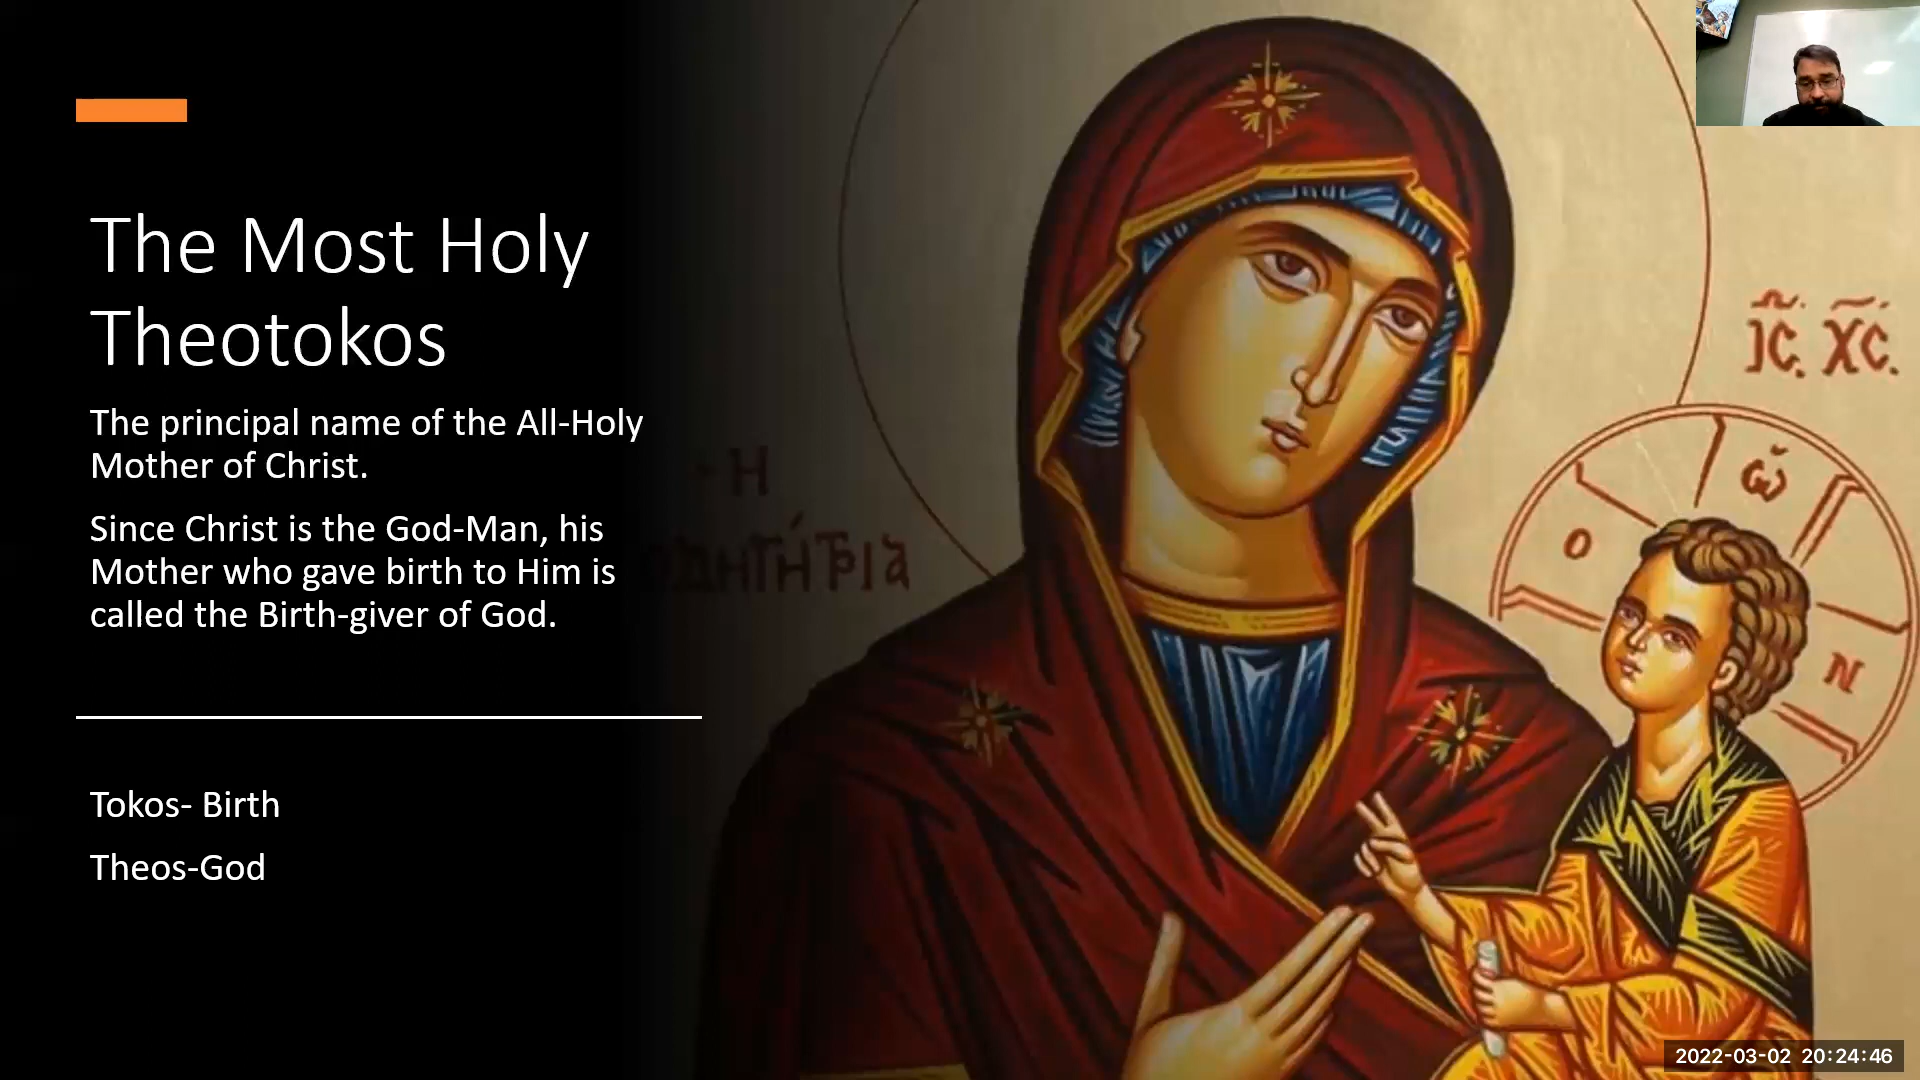 The Most Holy
Theotokos
The principal name of the All-Holy
Mother of Christ.
Since Christ is the God-Man, his
Mother who gave birth to Him is
called the Birth-giver of God.
Tokos- Birth
Theos-God
Η
ΟΔΗΓΉΤΡΙΑ
ΙC. ΧC.
Ο
ὤ
Ν
2022-03-02 20:24:46